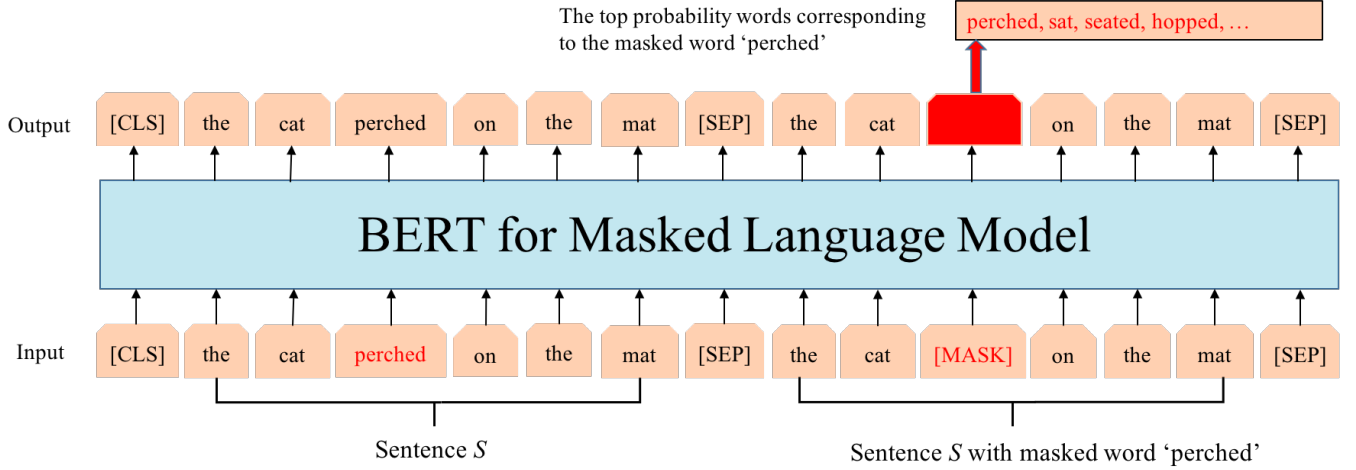 The top probability words corresponding
to the masked word ‘perched’
perched, sat, seated, hopped, …
Output
[CLS] the cat perched on the mat [SEP] the cat on the mat [SEP]
BERT for Masked Language Model
Input
[CLS] the cat perched on the mat [SEP] the cat [MASK] on the mat [SEP]
Sentence S
Sentence S with masked word ‘perched’